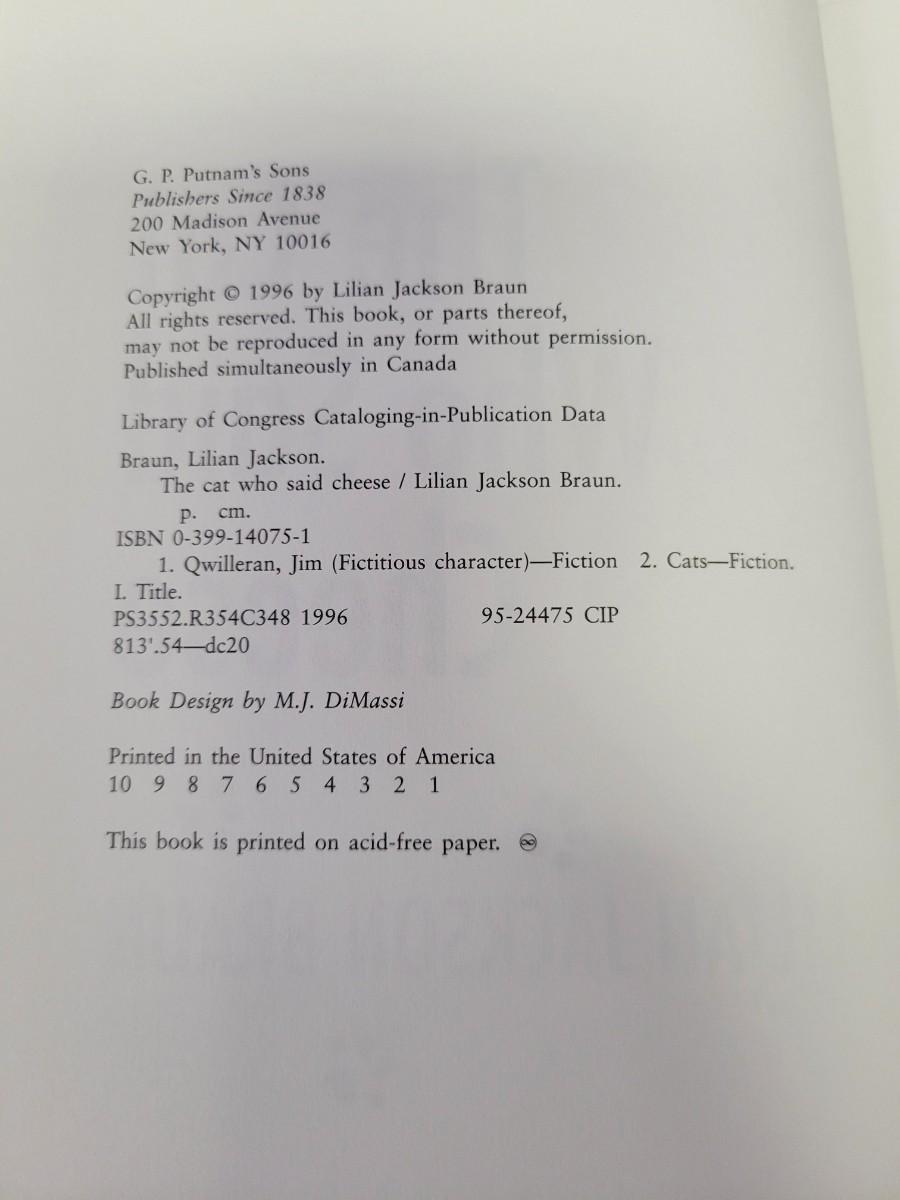 G. P. Putnam's Sons
Publishers Since 1838
200 Madison Avenue
New York, NY 10016
Copyright © 1996 by Lilian Jackson Braun
All rights reserved. This book, or parts thereof,
may not be reproduced in any form without permission.
Published simultaneously in Canada
Library of Congress Cataloging-in-Publication Data
Braun, Lilian Jackson.
The cat who said cheese / Lilian Jackson Braun.
p. cm.
ISBN 0-399-14075-1
1. Qwilleran, Jim (Fictitious character)—Fiction 2. Cats—Fiction.
I. Title.
PS3552.R354C348 1996 95-24475 CIP
813'.54—dc20
Book Design by M.J. DiMassi
Printed in the United States of America
10 9 8 7 6 5 4 3 2 1
This book is printed on acid-free paper. ♾